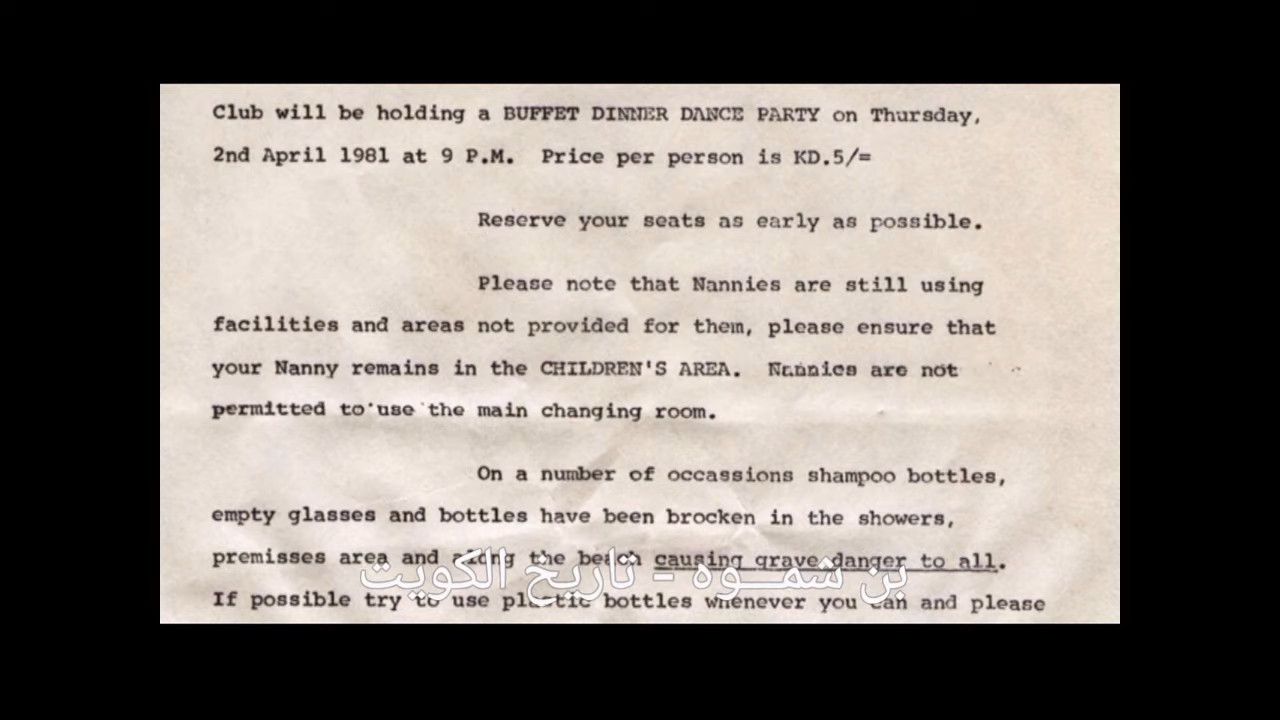 Club will be holding a BUFFET DINNER DANCE PARTY on Thursday,
2nd April 1981 at 9 P.M. Price per person is KD.5/=
Reserve your seats as early as possible.
Please note that Nannies are still using
facilities and areas not provided for them, please ensure that
your Nanny remains in the CHILDREN'S AREA. Nannies are not
permitted to use the main changing room.
On a number of occassions shampoo bottles,
empty glasses and bottles have been brocken in the showers,
premisses area and along the beach causing grave danger to all.
بن شمـــوه - تاريخ الكويت
If possible try to use plastic bottles whenever you can and please